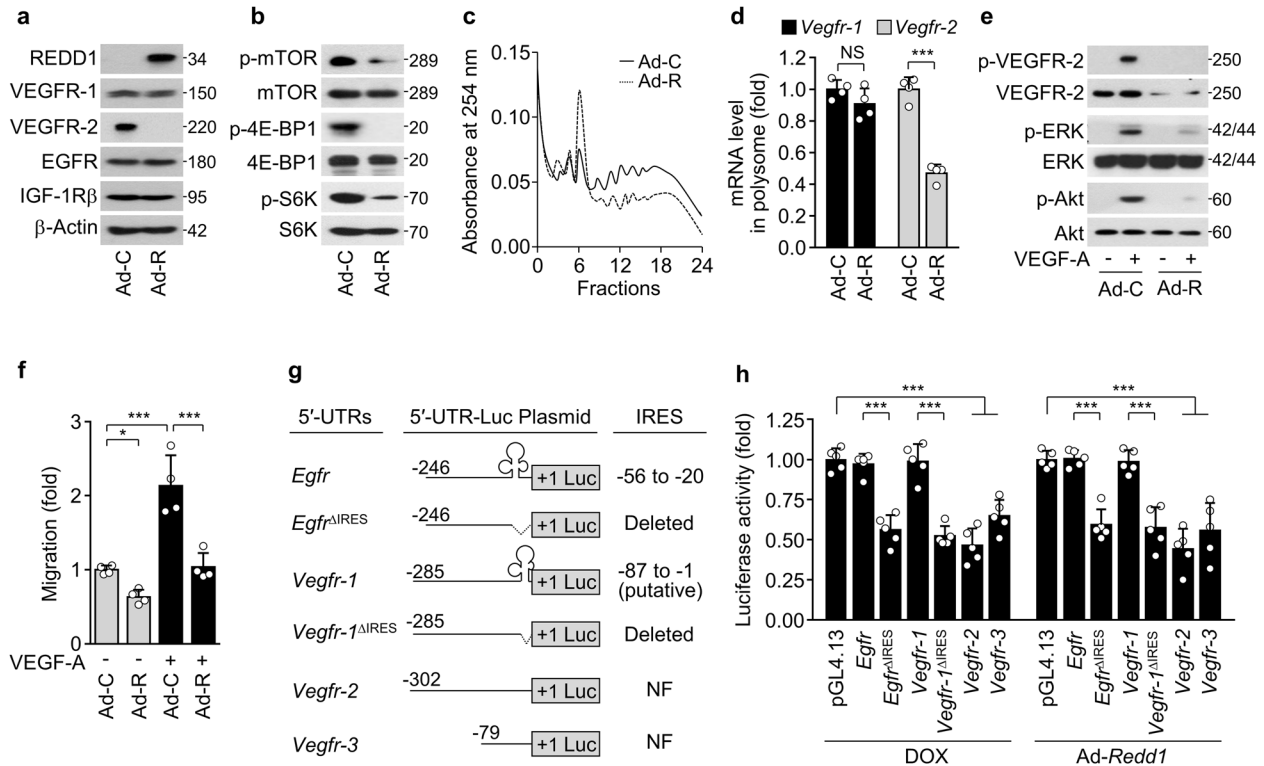 a
REDD1
-34
VEGFR-1
-150
VEGFR-2
-220
EGFR
-180
IGF-1Rβ
-95
β-Actin
-42
Ad-C
Ad-R
b
p-mTOR
-289
mTOR
-289
p-4E-BP1
-20
4E-BP1
-20
p-S6K
-70
S6K
-70
Ad-C
Ad-R
c
Absorbance at 254 nm
0.15
0.10
0.05
0.00
Ad-C
Ad-R
0 6 12 18 24
Fractions
d
Vegfr-1 Vegfr-2
mRNA level
in polysome (fold)
1.2
1.0
0.8
0.6
0.4
0.2
0.0
NS
***
Ad-C
Ad-R
Ad-C
Ad-R
e
p-VEGFR-2
-250
VEGFR-2
-250
p-ERK
-42/44
ERK
-42/44
p-Akt
-60
Akt
-60
VEGF-A - + - +
Ad-C Ad-R
f
Migration (fold)
3
2
1
0
*** ***
*
VEGF-A - - + +
Ad-C
Ad-R
Ad-C
Ad-R
g
5′-UTRs 5′-UTR-Luc Plasmid IRES
Egfr -246 +1 Luc -56 to -20
EgfrΔIRES -246 +1 Luc Deleted
Vegfr-1 -285 +1 Luc -87 to -1
(putative)
Vegfr-1ΔIRES -285 +1 Luc Deleted
Vegfr-2 -302 +1 Luc NF
Vegfr-3 -79 +1 Luc NF
h
Luciferase activity (fold)
1.25
1.00
0.75
0.50
0.25
0.00
*** ***
*** *** *** ***
pGL4.13
Egfr
EgfrΔIRES
Vegfr-1
Vegfr-1ΔIRES
Vegfr-2
Vegfr-3
pGL4.13
Egfr
EgfrΔIRES
Vegfr-1
Vegfr-1ΔIRES
Vegfr-2
Vegfr-3
DOX Ad-Redd1